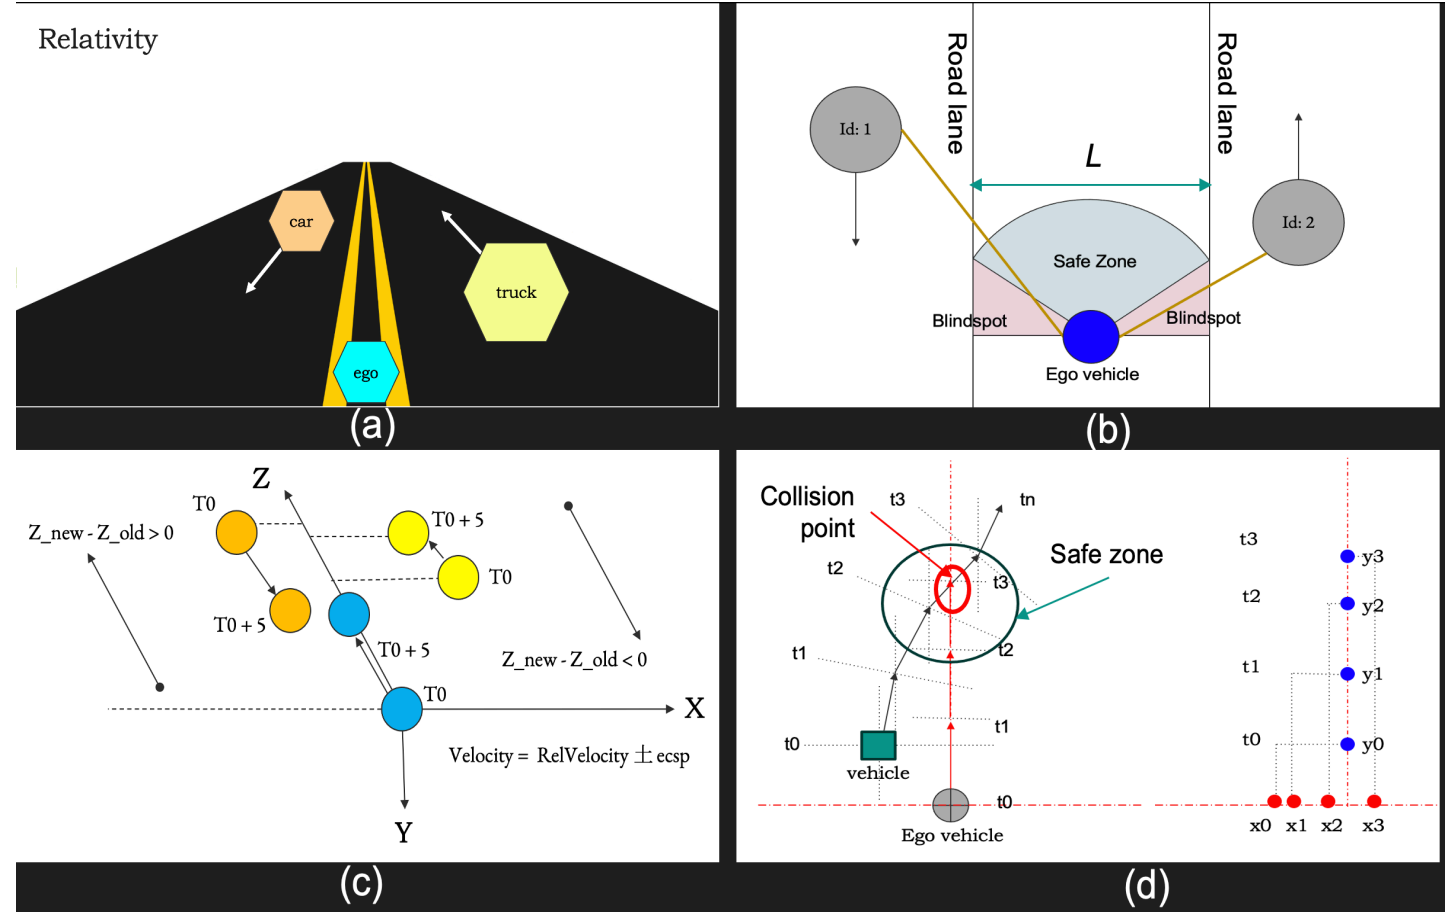 Relativity
car
truck
ego
(a)
Road lane
Road lane
Id: 1
L
Id: 2
Safe Zone
Blindspot
Blindspot
Ego vehicle
(b)
Z
T0
T0 + 5
Z_new - Z_old > 0
T0
T0 + 5
T0 + 5
Z_new - Z_old < 0
T0
X
Velocity = RelVelocity 土 ecsp
Y
(c)
Collision
point
t3
tn
Safe zone
t2
t3
t1
t2
t0
t1
vehicle
t0
Ego vehicle
t3
y3
t2
y2
t1
y1
t0
y0
x0
x1
x2
x3
(d)